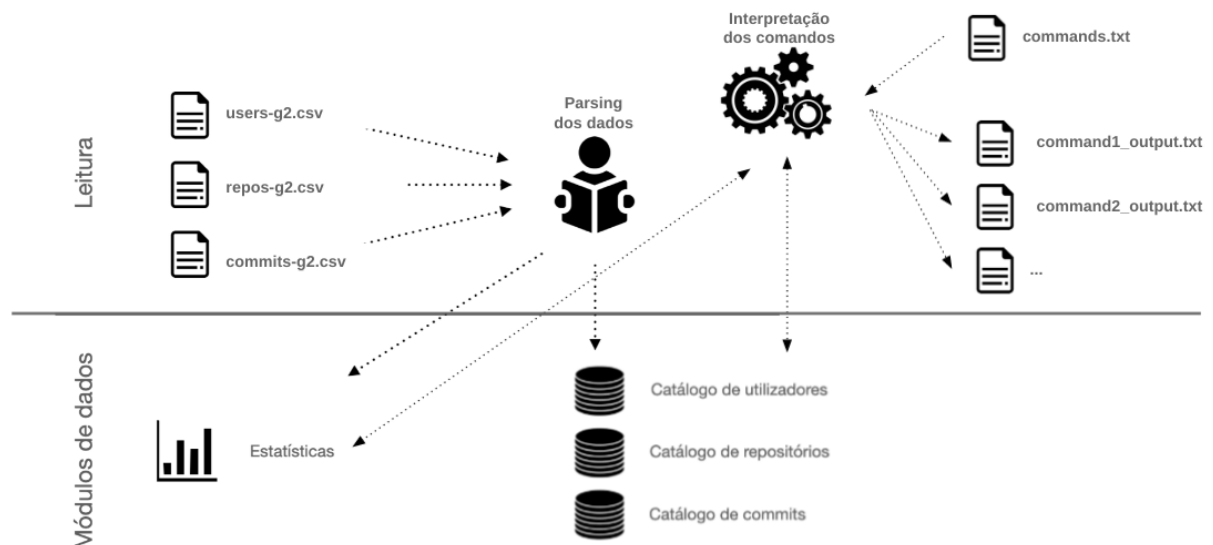 Interpretação
dos comandos
commands.txt
Leitura
users-g2.csv
repos-g2.csv
commits-g2.csv
Parsing
dos dados
command1_output.txt
command2_output.txt
...
Módulos de dados
Estatísticas
Catálogo de utilizadores
Catálogo de repositórios
Catálogo de commits